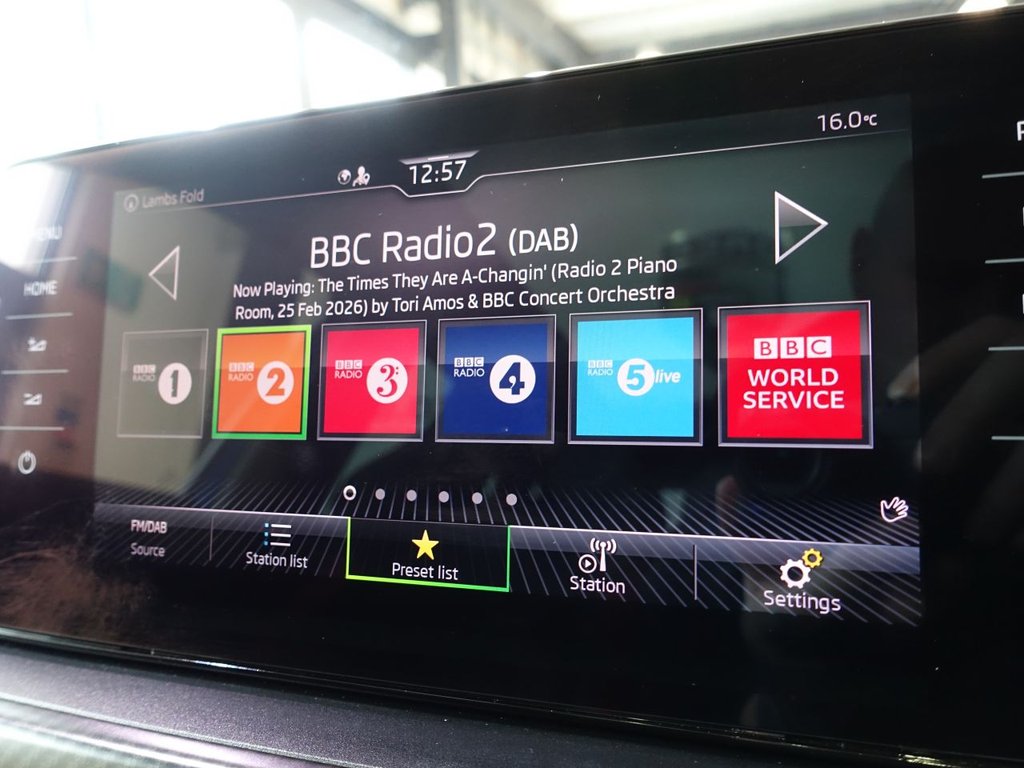 16.0°C
12:57
Lambs Fold
MENU
HOME
BBC Radio2 (DAB)
Now Playing: The Times They Are A-Changin' (Radio 2 Piano
Room, 25 Feb 2026) by Tori Amos & BBC Concert Orchestra
BBC RADIO 1
BBC RADIO 2
BBC RADIO 3
BBC RADIO 4
BBC RADIO 5 live
BBC
WORLD
SERVICE
FM/DAB
Source
Station list
Preset list
Station
Settings